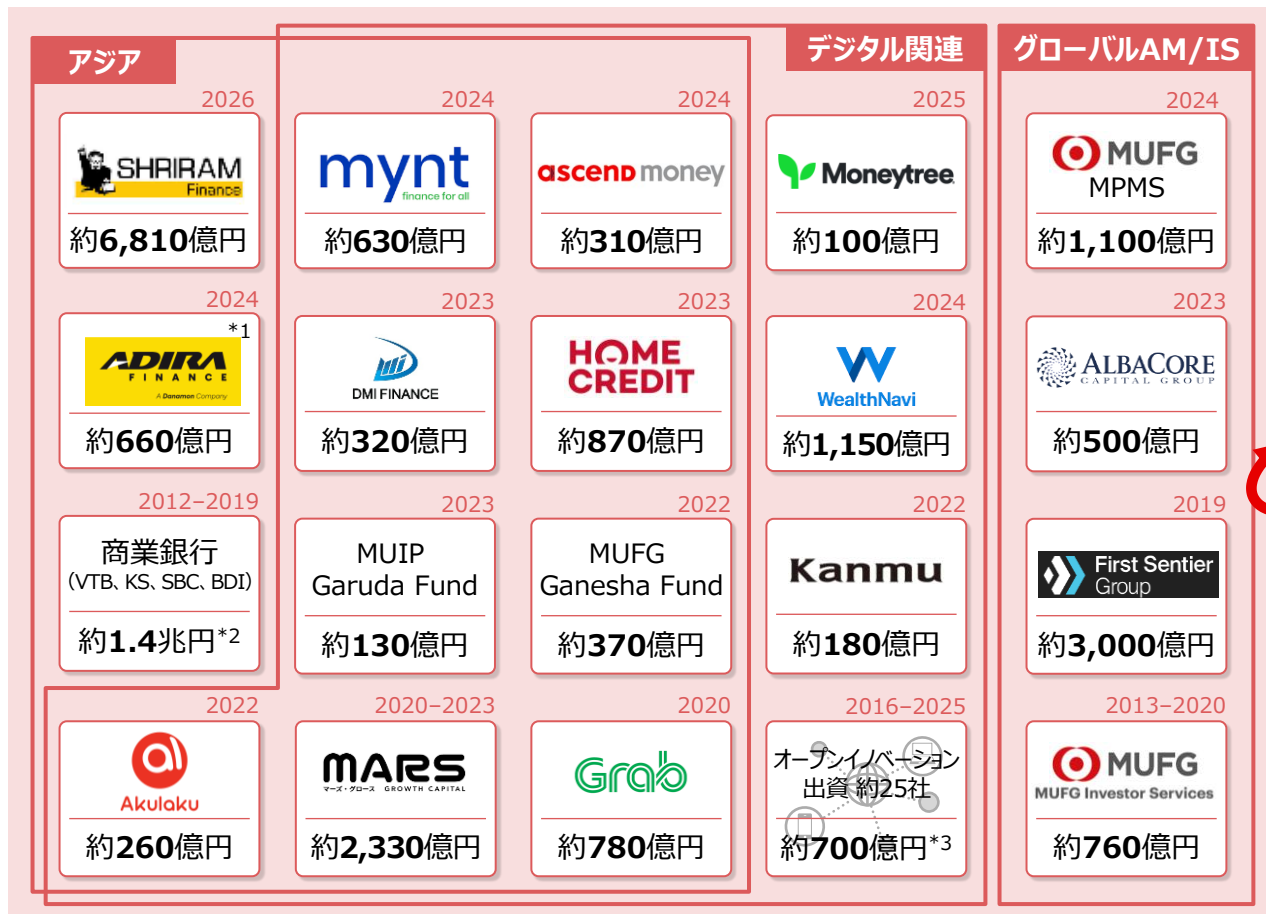 アジア
デジタル関連
グローバルAM/IS
2026
SHRIRAM
Finance
約6,810億円
2024
mynt
finance for all
約630億円
2024
ascend money
約310億円
2025
Moneytree
約100億円
2024
MUFG
MPMS
約1,100億円
2024
*1
ADIRA
FINANCE
A Danamon Company
約660億円
2023
DMI FINANCE
約320億円
2023
HOME
CREDIT
約870億円
2024
WealthNavi
約1,150億円
2023
ALBACORE
CAPITAL GROUP
約500億円
2012–2019
商業銀行
(VTB、KS、SBC、BDI)
約1.4兆円*2
2023
MUIP
Garuda Fund
約130億円
2022
MUFG
Ganesha Fund
約370億円
2022
Kanmu
約180億円
2019
First Sentier
Group
約3,000億円
2022
Akulaku
約260億円
2020–2023
MARS
マーズ・グロース GROWTH CAPITAL
約2,330億円
2020
Grab
約780億円
2016–2025
オープンイノベーション
出資 約25社
約700億円*3
2013–2020
MUFG
MUFG Investor Services
約760億円